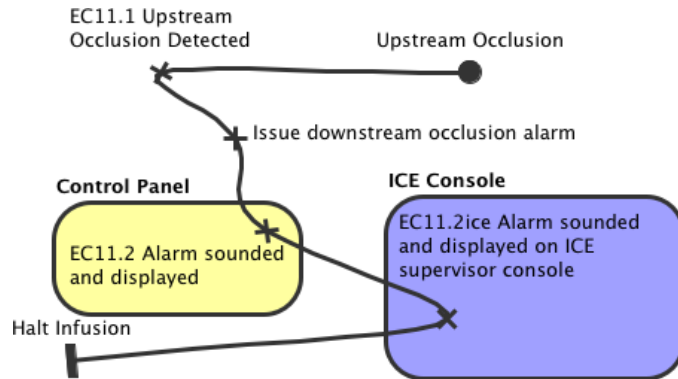 EC11.1 Upstream
Occlusion Detected
Upstream Occlusion
Issue downstream occlusion alarm
Control Panel
EC11.2 Alarm sounded
and displayed
ICE Console
EC11.2ice Alarm sounded
and displayed on ICE
supervisor console
Halt Infusion